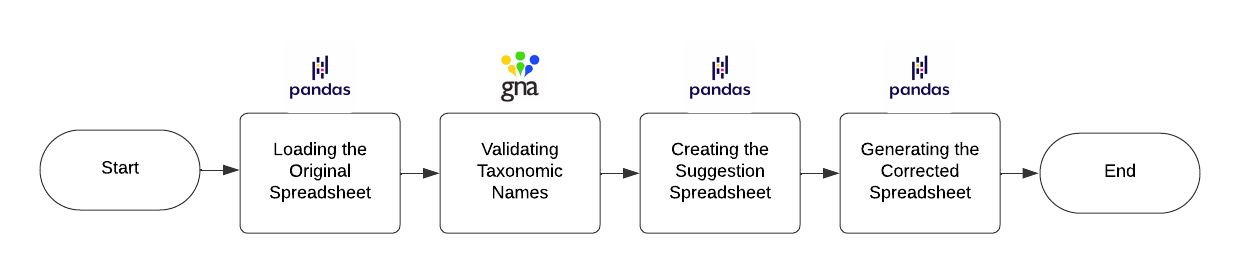 pandas
gna
pandas
pandas
Start
Loading the
Original
Spreadsheet
Validating
Taxonomic
Names
Creating the
Suggestion
Spreadsheet
Generating the
Corrected
Spreadsheet
End